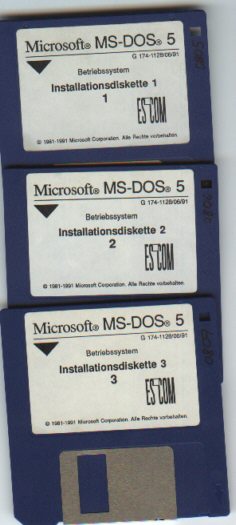 Microsoft® MS-DOS® 5
G 174-1128/06/91
Betriebssystem
Installationsdiskette 1
1
ESCOM
© 1981-1991 Microsoft Corporation. Alle Rechte vorbehalten.
Microsoft® MS-DOS® 5
G 174-1128/06/91
Betriebssystem
Installationsdiskette 2
2
ESCOM
© 1981-1991 Microsoft Corporation. Alle Rechte vorbehalten.
Microsoft® MS-DOS® 5
G 174-1128/06/91
Betriebssystem
Installationsdiskette 3
3
ESCOM
© 1981-1991 Microsoft Corporation. Alle Rechte vorbehalten.